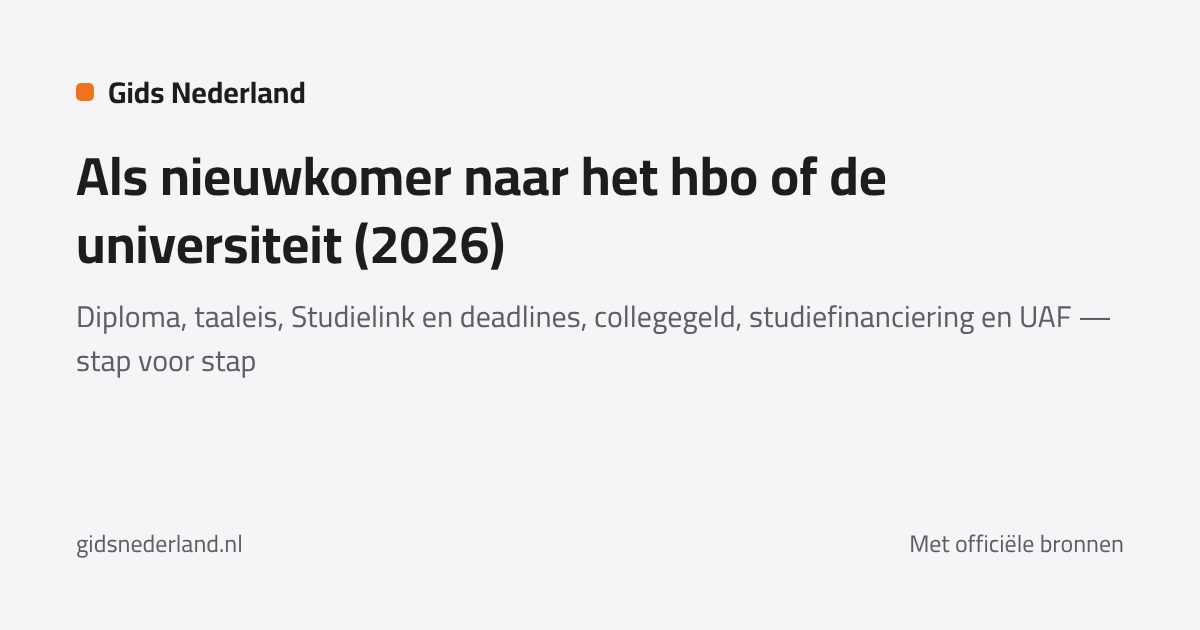 Gids Nederland
Als nieuwkomer naar het hbo of de
universiteit (2026)
Diploma, taaleis, Studielink en deadlines, collegegeld, studiefinanciering en UAF —
stap voor stap
gidsnederland.nl
Met officiële bronnen